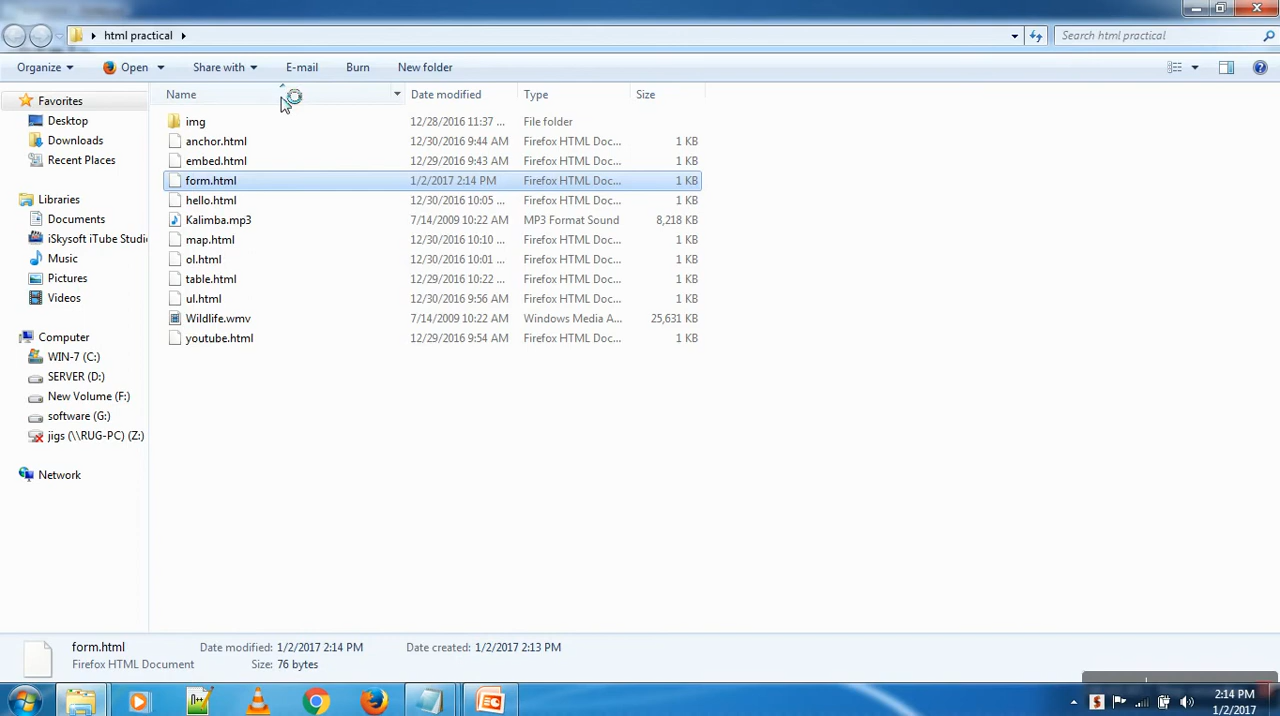 html practical
Search html practical
Organize Open Share with E-mail Burn New folder
Favorites
Desktop
Downloads
Recent Places
Libraries
Documents
iSkysoft iTube Studi
Music
Pictures
Videos
Computer
WIN-7 (C:)
SERVER (D:)
New Volume (F:)
software (G:)
jigs (\\RUG-PC) (Z:)
Network
Name Date modified Type Size
img 12/28/2016 11:37 ... File folder
anchor.html 12/30/2016 9:44 AM Firefox HTML Doc... 1 KB
embed.html 12/29/2016 9:43 AM Firefox HTML Doc... 1 KB
form.html 1/2/2017 2:14 PM Firefox HTML Doc... 1 KB
hello.html 12/30/2016 10:05 ... Firefox HTML Doc... 1 KB
Kalimba.mp3 7/14/2009 10:22 AM MP3 Format Sound 8,218 KB
map.html 12/30/2016 10:10 ... Firefox HTML Doc... 1 KB
ol.html 12/30/2016 10:01 ... Firefox HTML Doc... 1 KB
table.html 12/29/2016 10:22 ... Firefox HTML Doc... 1 KB
ul.html 12/30/2016 9:56 AM Firefox HTML Doc... 1 KB
Wildlife.wmv 7/14/2009 10:22 AM Windows Media A... 25,631 KB
youtube.html 12/29/2016 9:54 AM Firefox HTML Doc... 1 KB
form.html Date modified: 1/2/2017 2:14 PM Date created: 1/2/2017 2:13 PM
Firefox HTML Document Size: 76 bytes
2:14 PM
1/2/2017